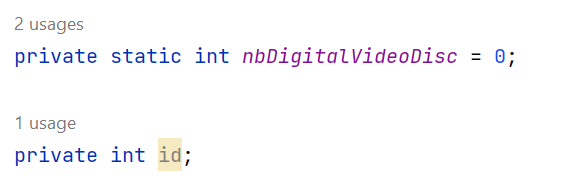 2 usages
private static int nbDigitalVideoDisc = 0;
1 usage
private int id;